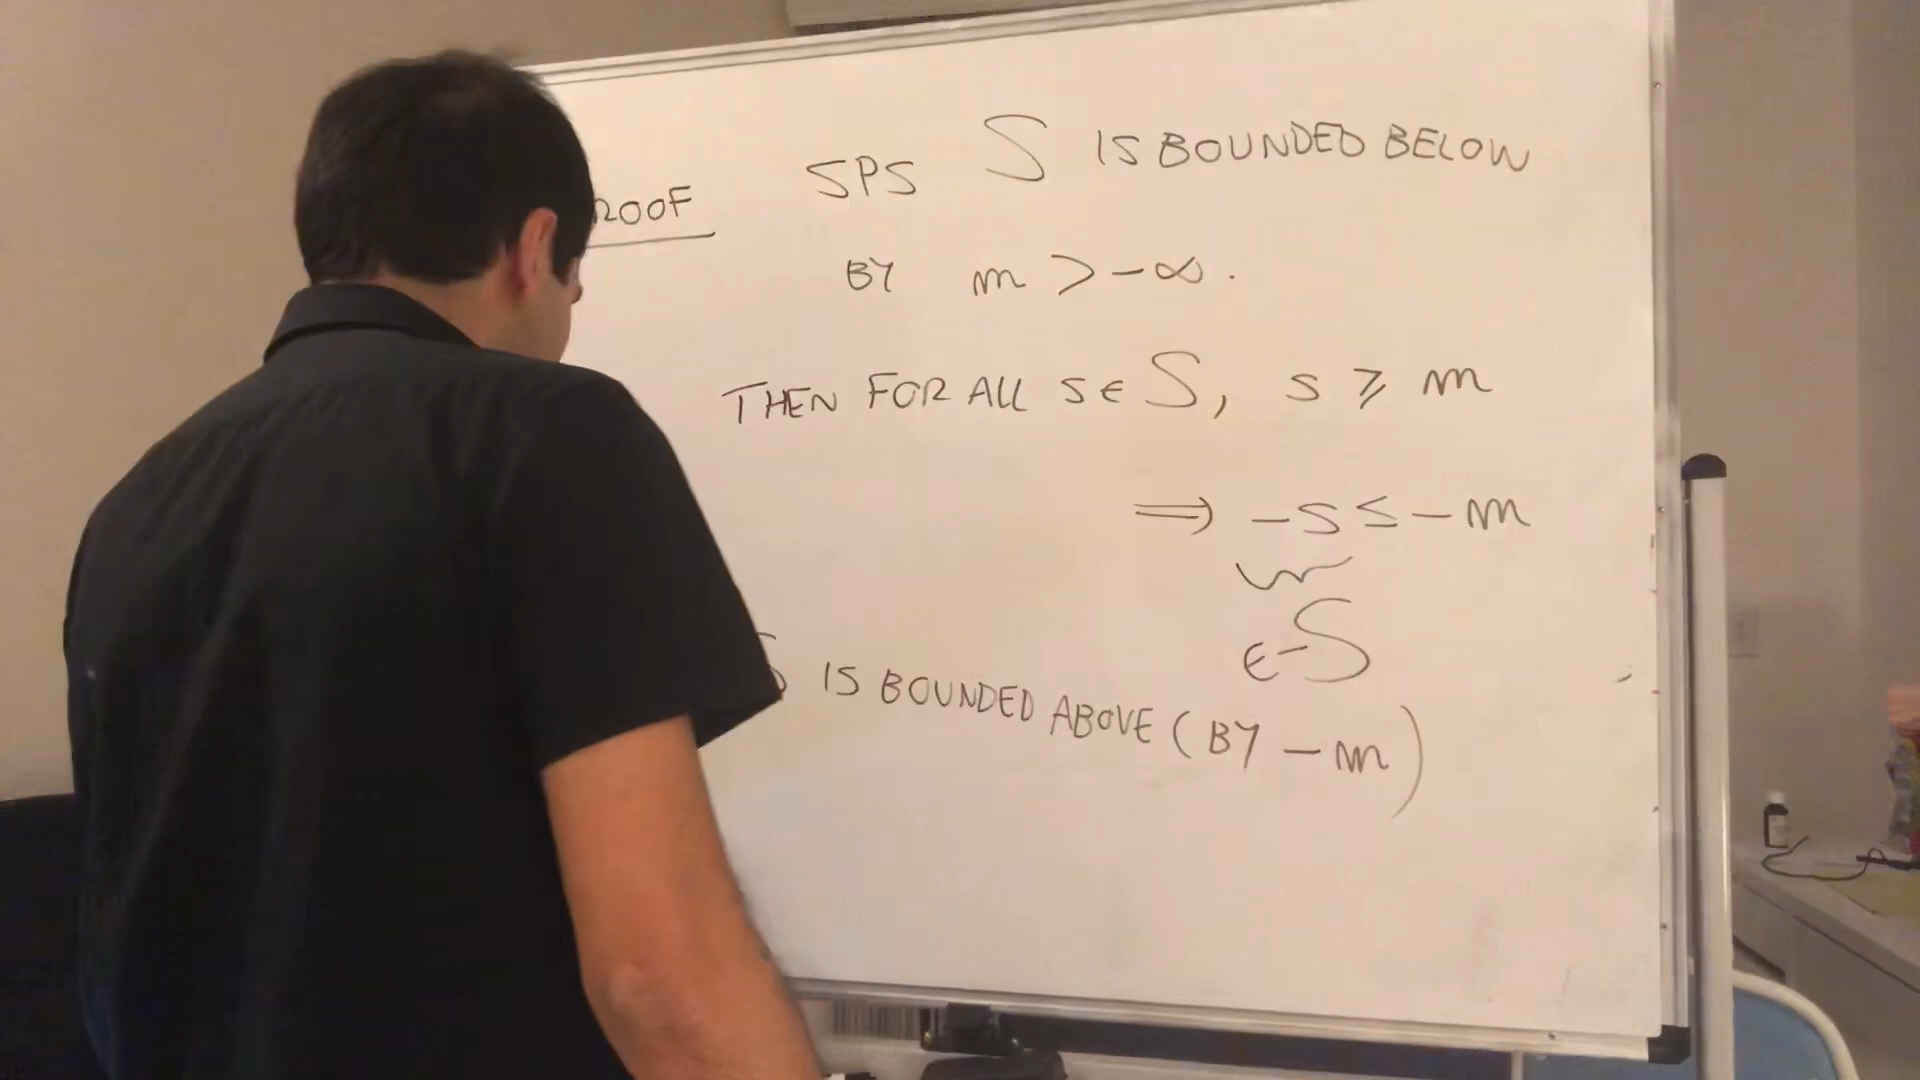 ROOF SPS S IS BOUNDED BELOW
BY m > -∞.
THEN FOR ALL s ∈ S, s ⩾ m
⟹ -s ≤ -m
∈ -S
S IS BOUNDED ABOVE (BY -m)